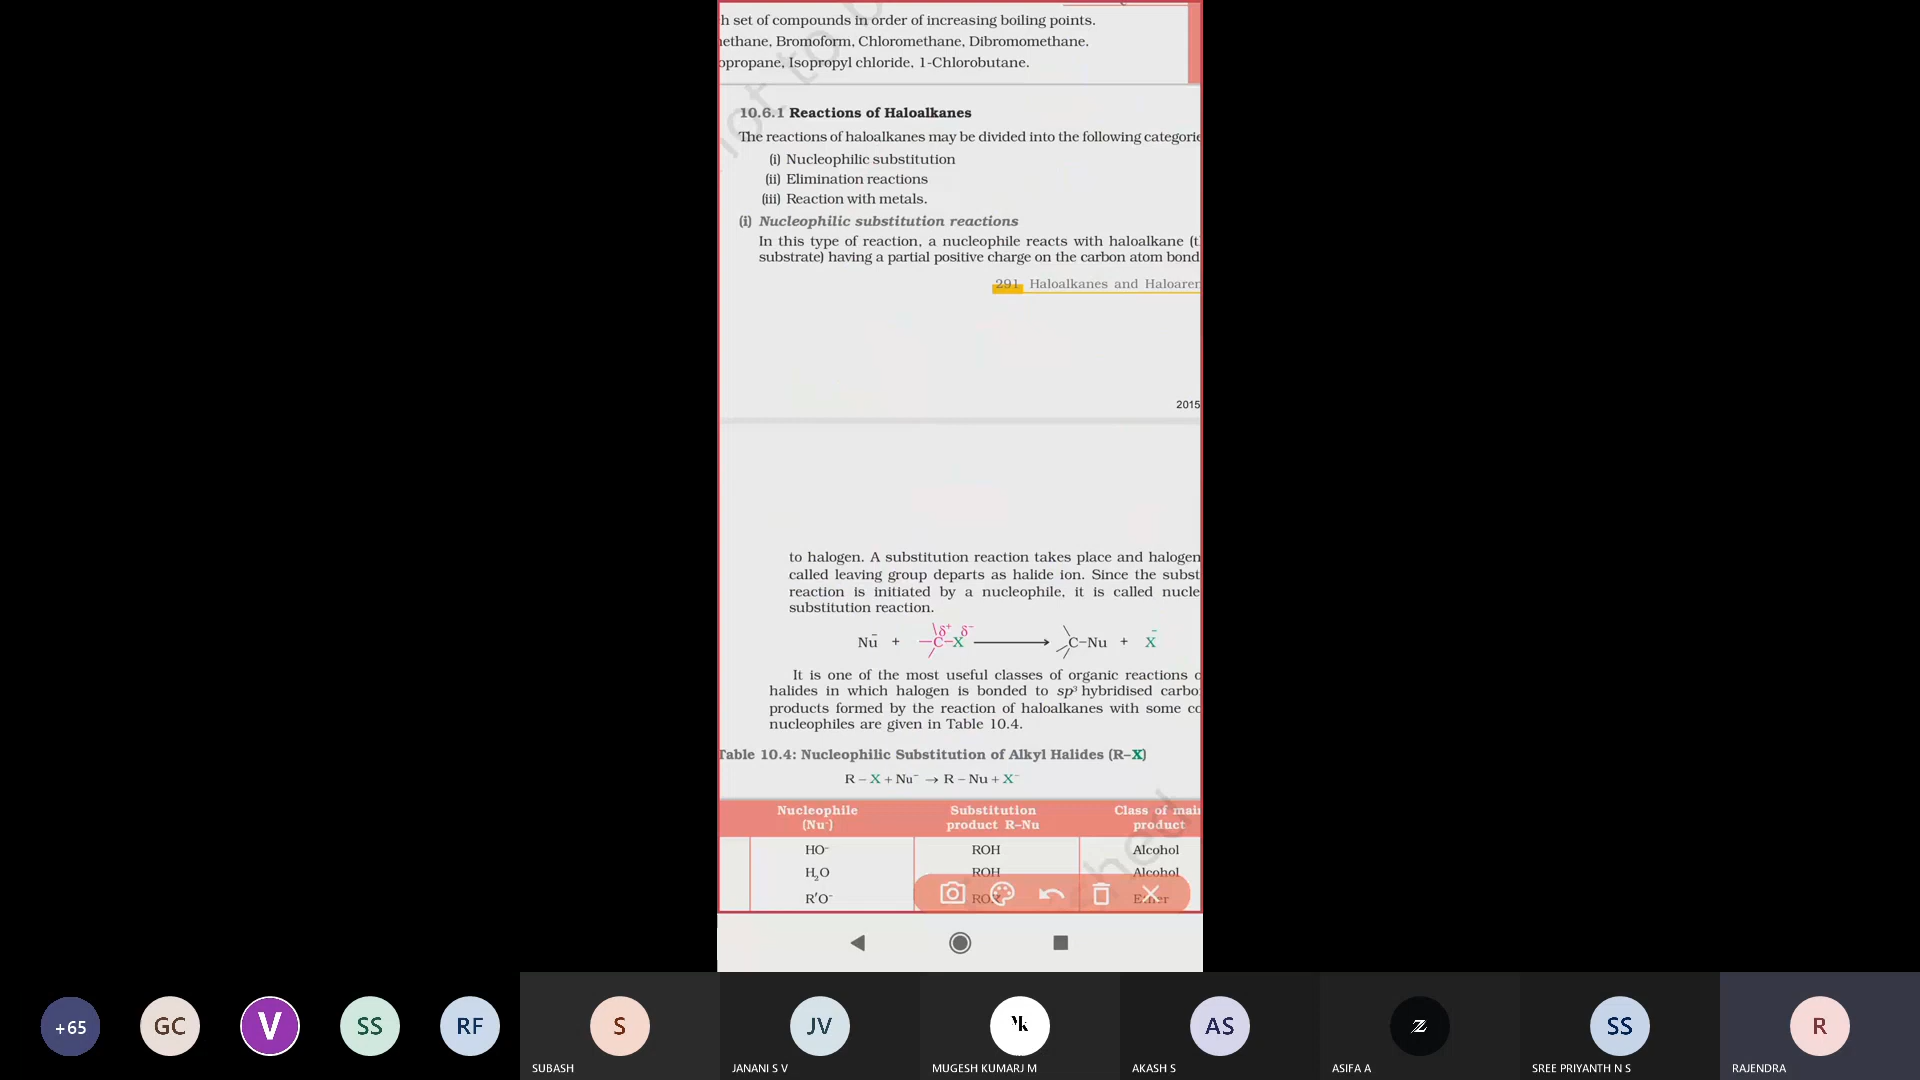 h set of compounds in order of increasing boiling points.
ethane, Bromoform, Chloromethane, Dibromomethane.
opropane, Isopropyl chloride, 1-Chlorobutane.
not to
10.6.1 Reactions of Haloalkanes
The reactions of haloalkanes may be divided into the following categorie
(i) Nucleophilic substitution
(ii) Elimination reactions
(iii) Reaction with metals.
(i) Nucleophilic substitution reactions
In this type of reaction, a nucleophile reacts with haloalkane (t
substrate) having a partial positive charge on the carbon atom bond
291 Haloalkanes and Haloaren
2015
to halogen. A substitution reaction takes place and halogen
called leaving group departs as halide ion. Since the subst
reaction is initiated by a nucleophile, it is called nucle
substitution reaction.
Nu⁻ + C^δ+–X^δ− ⟶ C–Nu + X⁻
It is one of the most useful classes of organic reactions o
halides in which halogen is bonded to sp³ hybridised carbo
products formed by the reaction of haloalkanes with some co
nucleophiles are given in Table 10.4.
Table 10.4: Nucleophilic Substitution of Alkyl Halides (R–X)
R – X + Nu⁻ → R – Nu + X⁻
Nucleophile (Nu⁻) Substitution product R–Nu Class of main product
HO⁻ ROH Alcohol
H₂O ROH Alcohol
R′O⁻ Ether
shed
+65 GC V SS RF S JV AS Z SS R
SUBASH JANANI S V MUGESH KUMARJ M AKASH S ASIFA A SREE PRIYANTH N S RAJENDRA